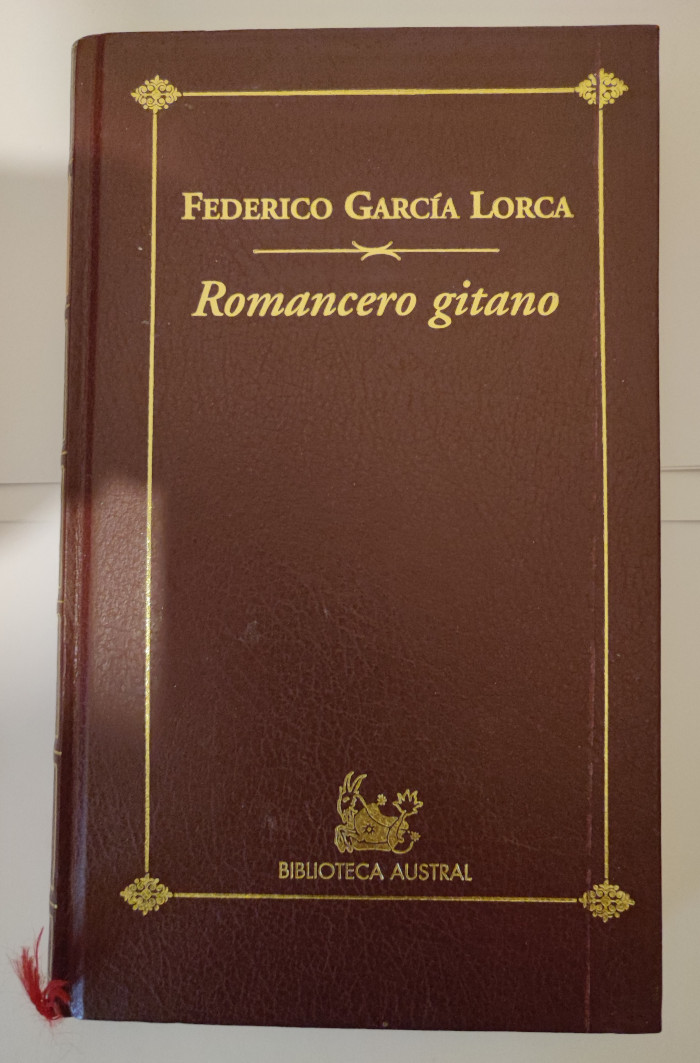 FEDERICO GARCÍA LORCA
Romancero gitano
BIBLIOTECA AUSTRAL